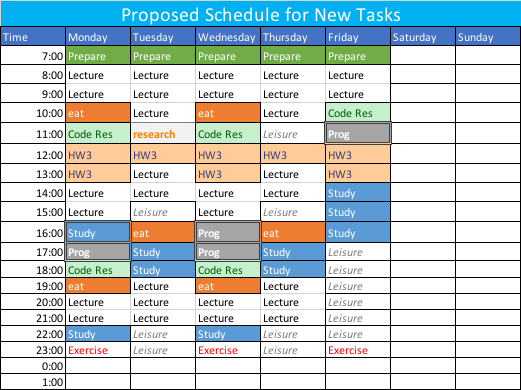 Proposed Schedule for New Tasks
Time Monday Tuesday Wednesday Thursday Friday Saturday Sunday
7:00 Prepare Prepare Prepare Prepare Prepare
8:00 Lecture Lecture Lecture Lecture Lecture
9:00 Lecture Lecture Lecture Lecture Lecture
10:00 eat Lecture eat Lecture Code Res
11:00 Code Res research Code Res Leisure Prog
12:00 HW3 HW3 HW3 HW3 HW3
13:00 HW3 Lecture HW3 Lecture HW3
14:00 Lecture Lecture Lecture Lecture Study
15:00 Lecture Leisure Lecture Leisure Study
16:00 Study eat Prog eat Study
17:00 Prog Study Prog Study Leisure
18:00 Code Res Study Code Res Study Leisure
19:00 eat Lecture eat Lecture Leisure
20:00 Lecture Lecture Lecture Lecture Leisure
21:00 Lecture Lecture Lecture Lecture Leisure
22:00 Study Leisure Study Leisure Leisure
23:00 Exercise Leisure Exercise Leisure Exercise
0:00
1:00